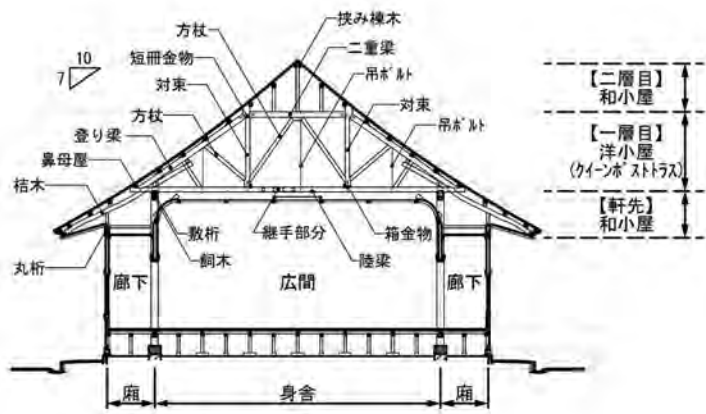 方杖
挟み棟木
短冊金物
二重梁
10
7
対束
吊ボルト
方杖
対束
登り梁
吊ボルト
鼻母屋
桔木
【二層目】
和小屋
【一層目】
洋小屋
(クイーンポストトラス)
【軒先】
和小屋
敷桁
継手部分
箱金物
丸桁
飼木
陸梁
廊下
広間
廊下
廂
身舎
廂